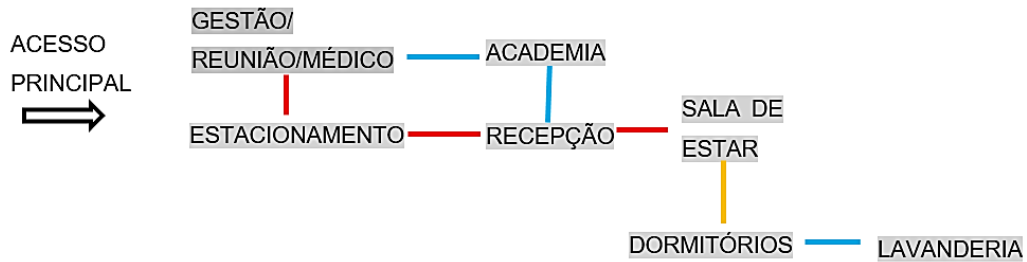 ACESSO
PRINCIPAL
GESTÃO/
REUNIÃO/MÉDICO
ACADEMIA
ESTACIONAMENTO
RECEPÇÃO
SALA DE
ESTAR
DORMITÓRIOS
LAVANDERIA